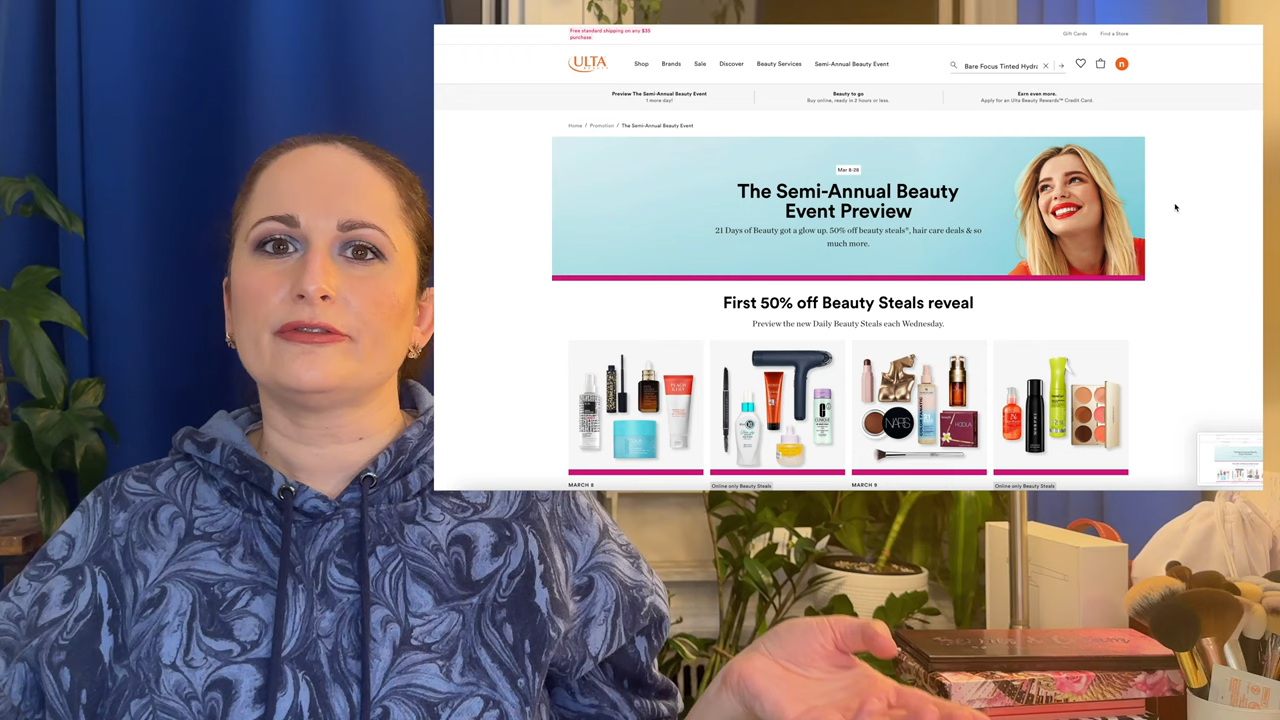 Free standard shipping on any $35
purchase
Gift Cards
Find a Store
ULTA
Shop
Brands
Sale
Discover
Beauty Services
Semi-Annual Beauty Event
Bare Focus Tinted Hydra
n
Preview The Semi-Annual Beauty Event
1 more day!
Beauty to go
Buy online, ready in 2 hours or less.
Earn even more.
Apply for an Ulta Beauty Rewards™ Credit Card.
Home / Promotion / The Semi-Annual Beauty Event
Mar 8-28
The Semi-Annual Beauty
Event Preview
21 Days of Beauty got a glow up. 50% off beauty steals*, hair care deals & so
much more.
First 50% off Beauty Steals reveal
Preview the new Daily Beauty Steals each Wednesday.
PEACH
& LILY
CLINIQUE
NARS
HOOLA
MARCH 8
Online only Beauty Steals
MARCH 9
Online only Beauty Steals